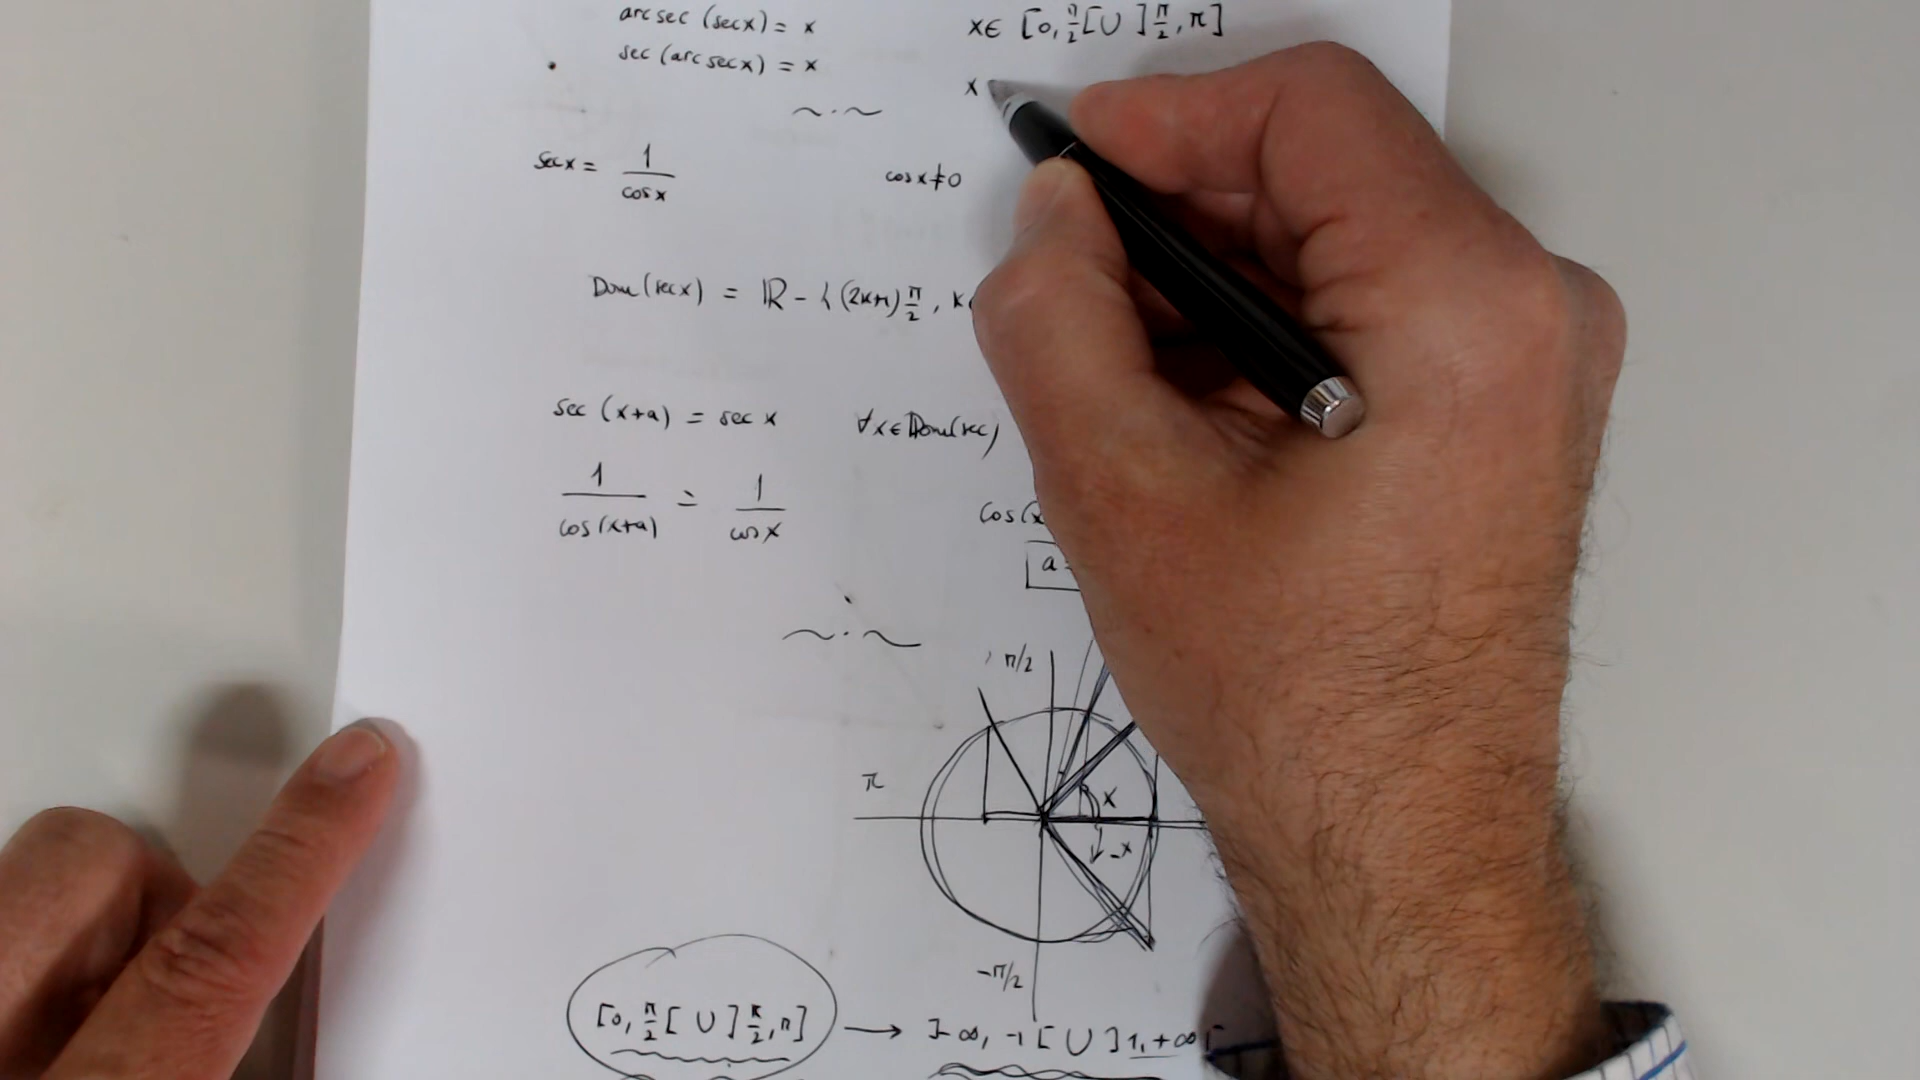 arcsec (secx) = x x∈ [0, π/2[ ∪ ]π/2, π]
sec (arcsecx) = x
x
secx = 1/cosx cosx≠0
Dom(secx) = ℝ - { (2k+1) π/2 , k
sec (x+a) = sec x ∀x∈Dom(sec)
1/cos(x+a) = 1/cosx cos(x
a =
π/2
π
x
-x
-π/2
[0, π/2[ ∪ ]π/2, π] → ]-∞, -1[ ∪ ]1, +∞[